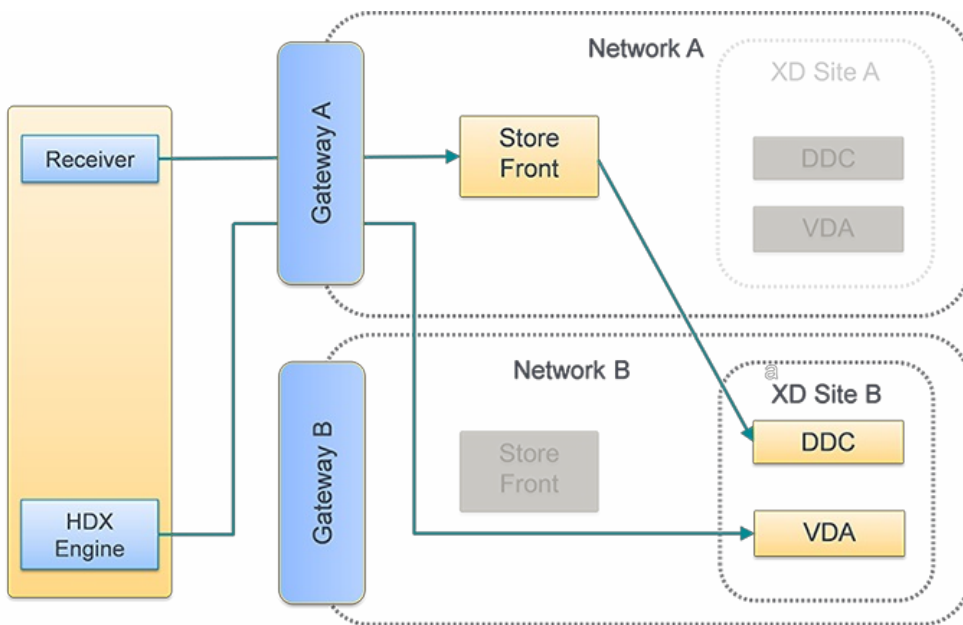 Network A
XD Site A
Receiver
Gateway A
Store
Front
DDC
VDA
Network B
XD Site B
Gateway B
Store
Front
DDC
HDX
Engine
VDA